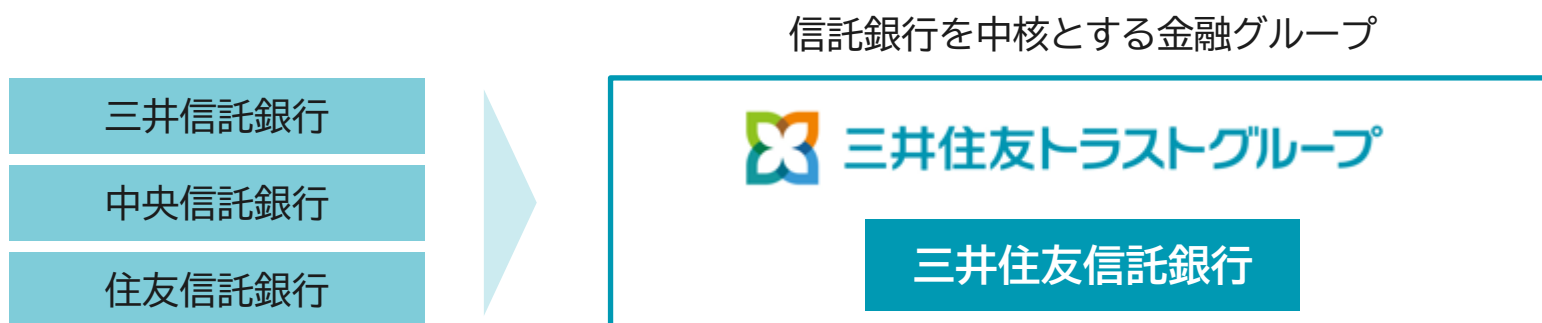 信託銀行を中核とする金融グループ
三井信託銀行
中央信託銀行
住友信託銀行
三井住友トラストグループ
三井住友信託銀行